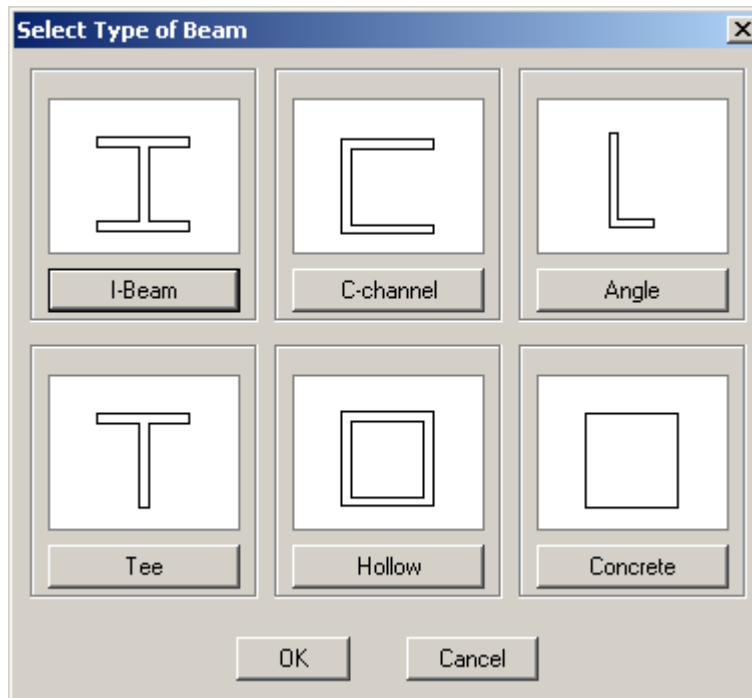 Select Type of Beam
I-Beam
C-channel
Angle
Tee
Hollow
Concrete
OK
Cancel